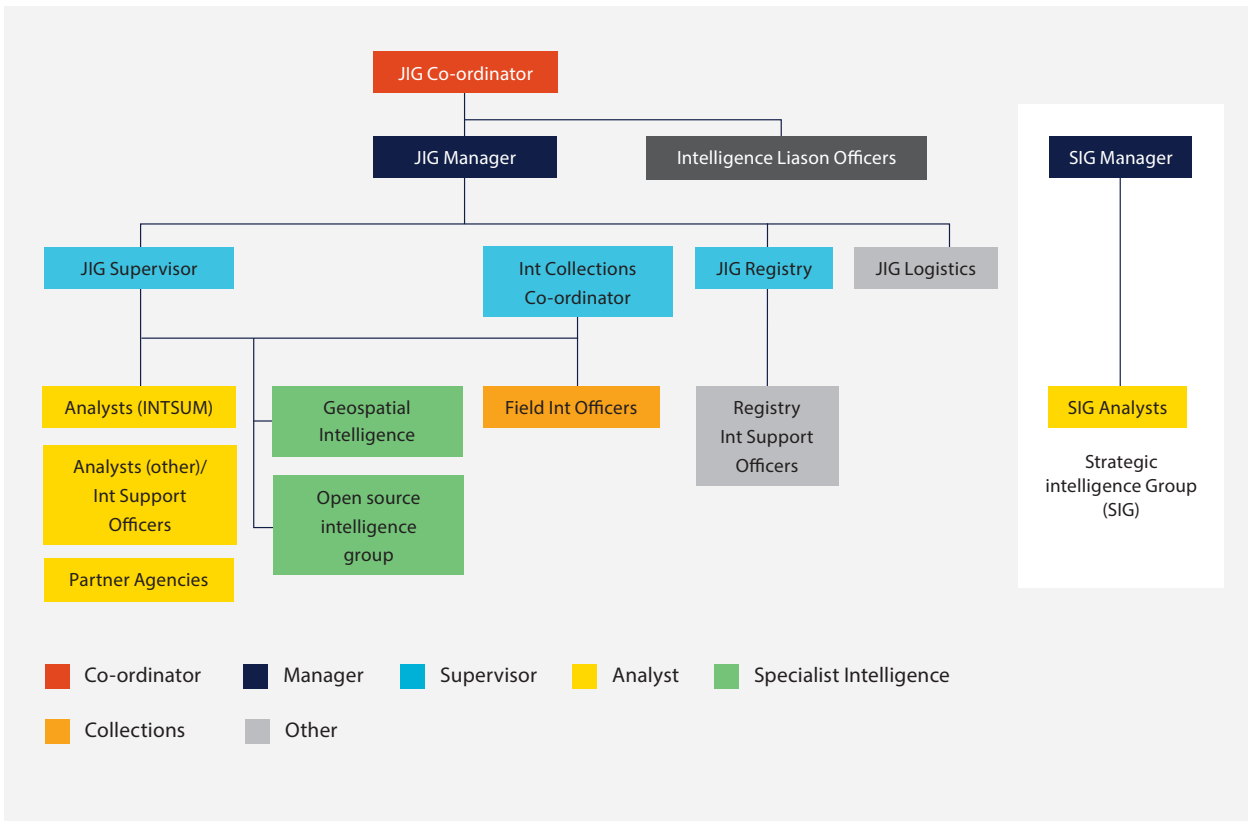 JIG Co-ordinator
JIG Manager
Intelligence Liason Officers
SIG Manager
JIG Supervisor
Int Collections
Co-ordinator
JIG Registry
JIG Logistics
Analysts (INTSUM)
Geospatial
Intelligence
Field Int Officers
Registry
Int Support
Officers
SIG Analysts
Analysts (other)/
Int Support
Officers
Open source
intelligence
group
Strategic
intelligence Group
(SIG)
Partner Agencies
Co-ordinator
Manager
Supervisor
Analyst
Specialist Intelligence
Collections
Other